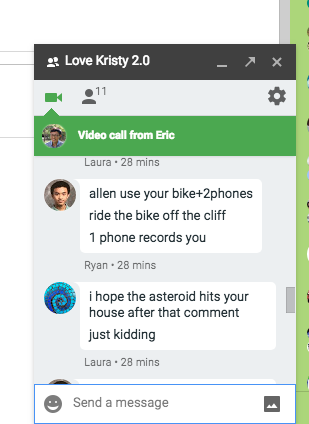 Love Kristy 2.0
11
Video call from Eric
Laura • 28 mins
allen use your bike+2phones
ride the bike off the cliff
1 phone records you
Ryan • 28 mins
i hope the asteroid hits your
house after that comment
just kidding
Laura • 28 mins
Send a message